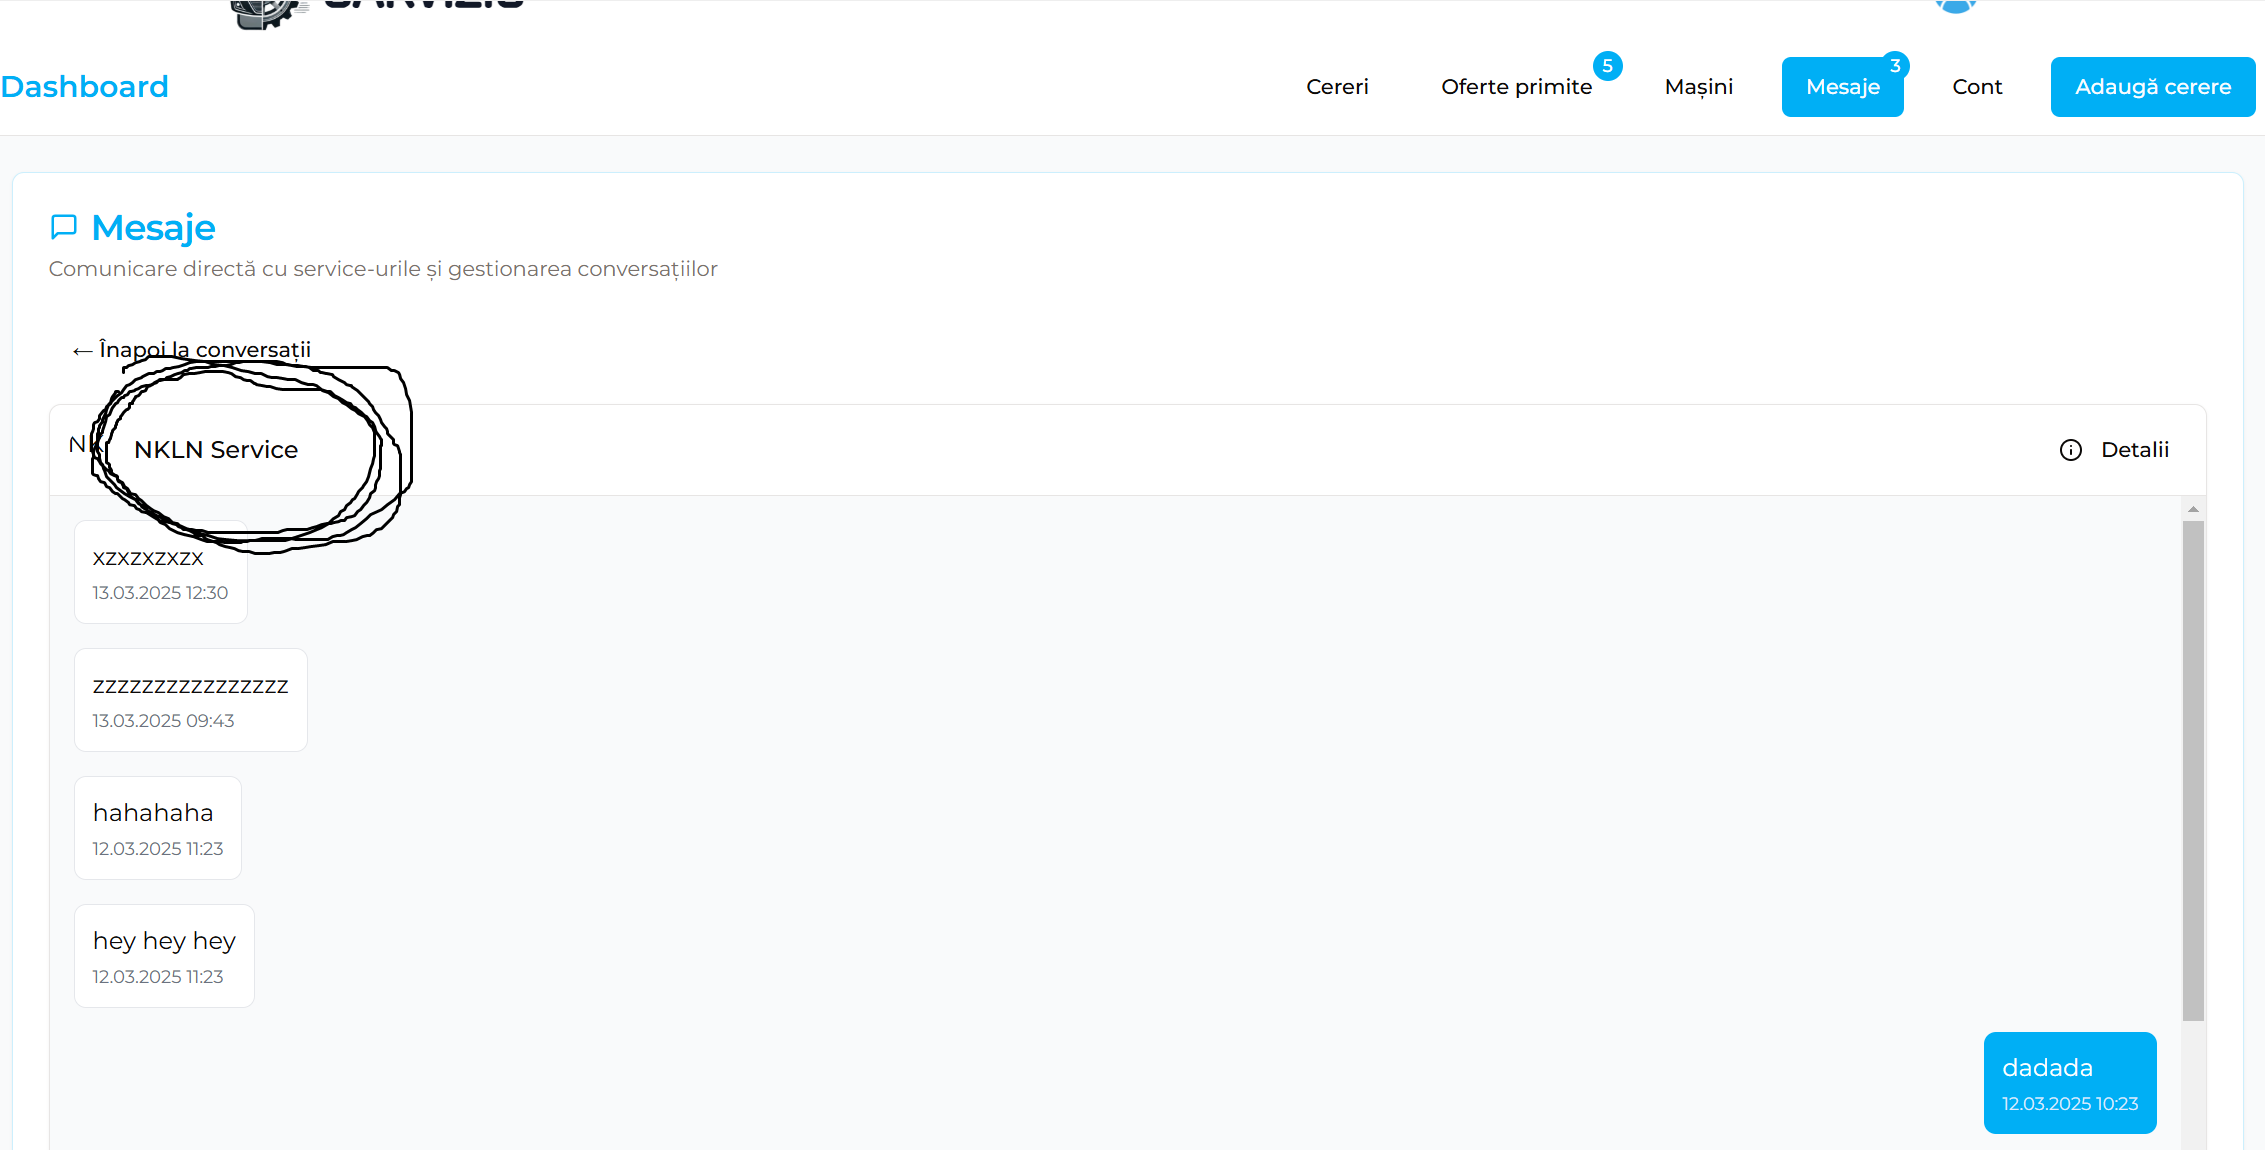 Dashboard
Cereri
Oferte primite
5
Mașini
Mesaje
3
Cont
Adaugă cerere
Mesaje
Comunicare directă cu service-urile și gestionarea conversațiilor
← Înapoi la conversații
NKLN Service
Detalii
xzxzxzxzx
13.03.2025 12:30
zzzzzzzzzzzzzzzz
13.03.2025 09:43
hahahaha
12.03.2025 11:23
hey hey hey
12.03.2025 11:23
dadada
12.03.2025 10:23